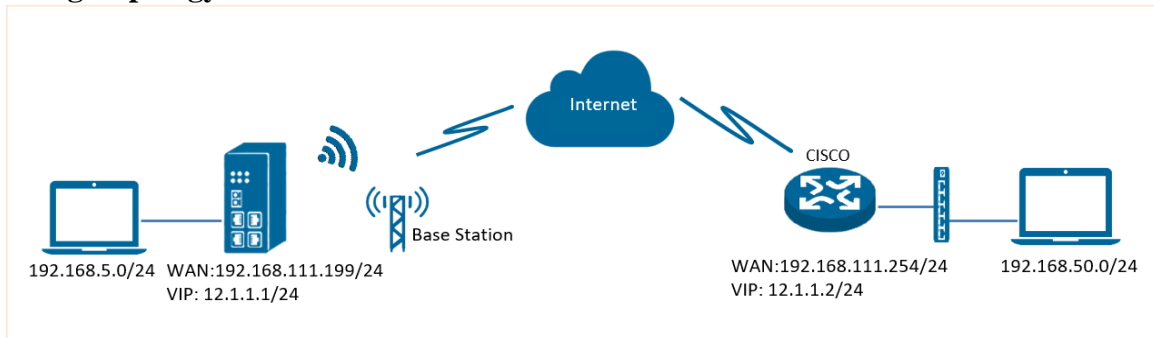 Internet
CISCO
Base Station
192.168.5.0/24
WAN:192.168.111.199/24
VIP: 12.1.1.1/24
WAN:192.168.111.254/24
VIP: 12.1.1.2/24
192.168.50.0/24